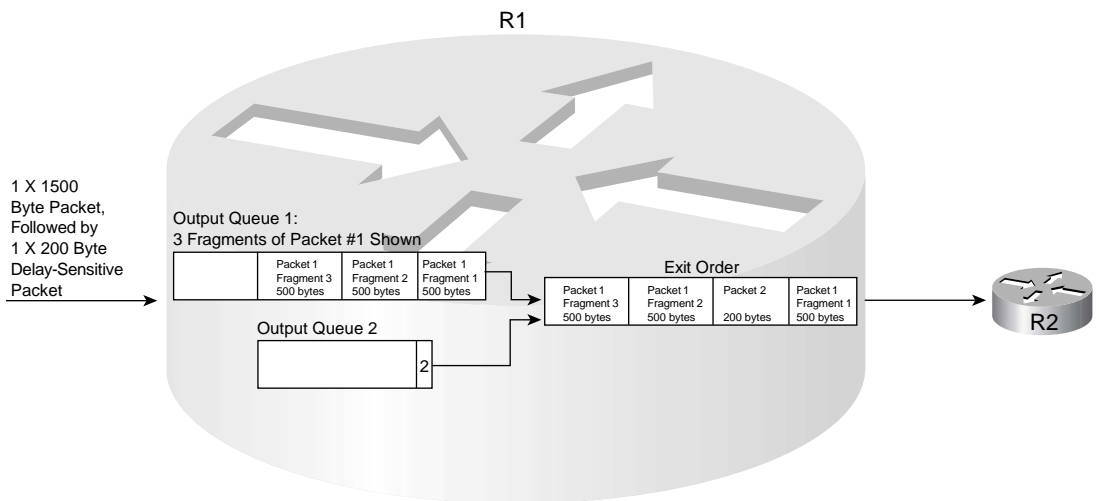 R1
1 X 1500
Byte Packet,
Followed by
1 X 200 Byte
Delay-Sensitive
Packet
Output Queue 1:
3 Fragments of Packet #1 Shown
Packet 1
Fragment 3
500 bytes
Packet 1
Fragment 2
500 bytes
Packet 1
Fragment 1
500 bytes
Output Queue 2
2
Exit Order
Packet 1
Fragment 3
500 bytes
Packet 1
Fragment 2
500 bytes
Packet 2
200 bytes
Packet 1
Fragment 1
500 bytes
R2